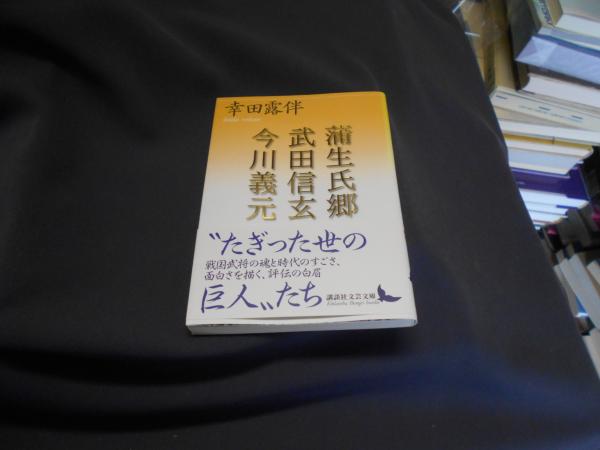 幸田露伴
蒲生氏郷
武田信玄
今川義元
〝たぎった世の
戦国武将の魂と時代のすごさ、
面白さを描く、評伝の白眉
巨人〟たち
講談社文芸文庫
Kodansha Bungei bunko